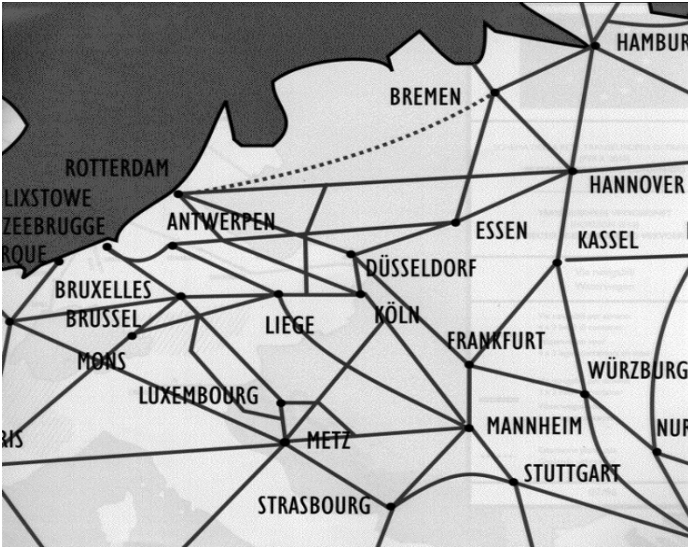 HAMBUR
BREMEN
ROTTERDAM
HANNOVER
LIXSTOWE
ZEEBRUGGE
ANTWERPEN
ESSEN
KASSEL
RQUE
DÜSSELDORF
BRUXELLES
BRUSSEL
KÖLN
LIEGE
FRANKFURT
MONS
WÜRZBURG
LUXEMBOURG
MANNHEIM
NUR
RIS
METZ
STUTTGART
STRASBOURG